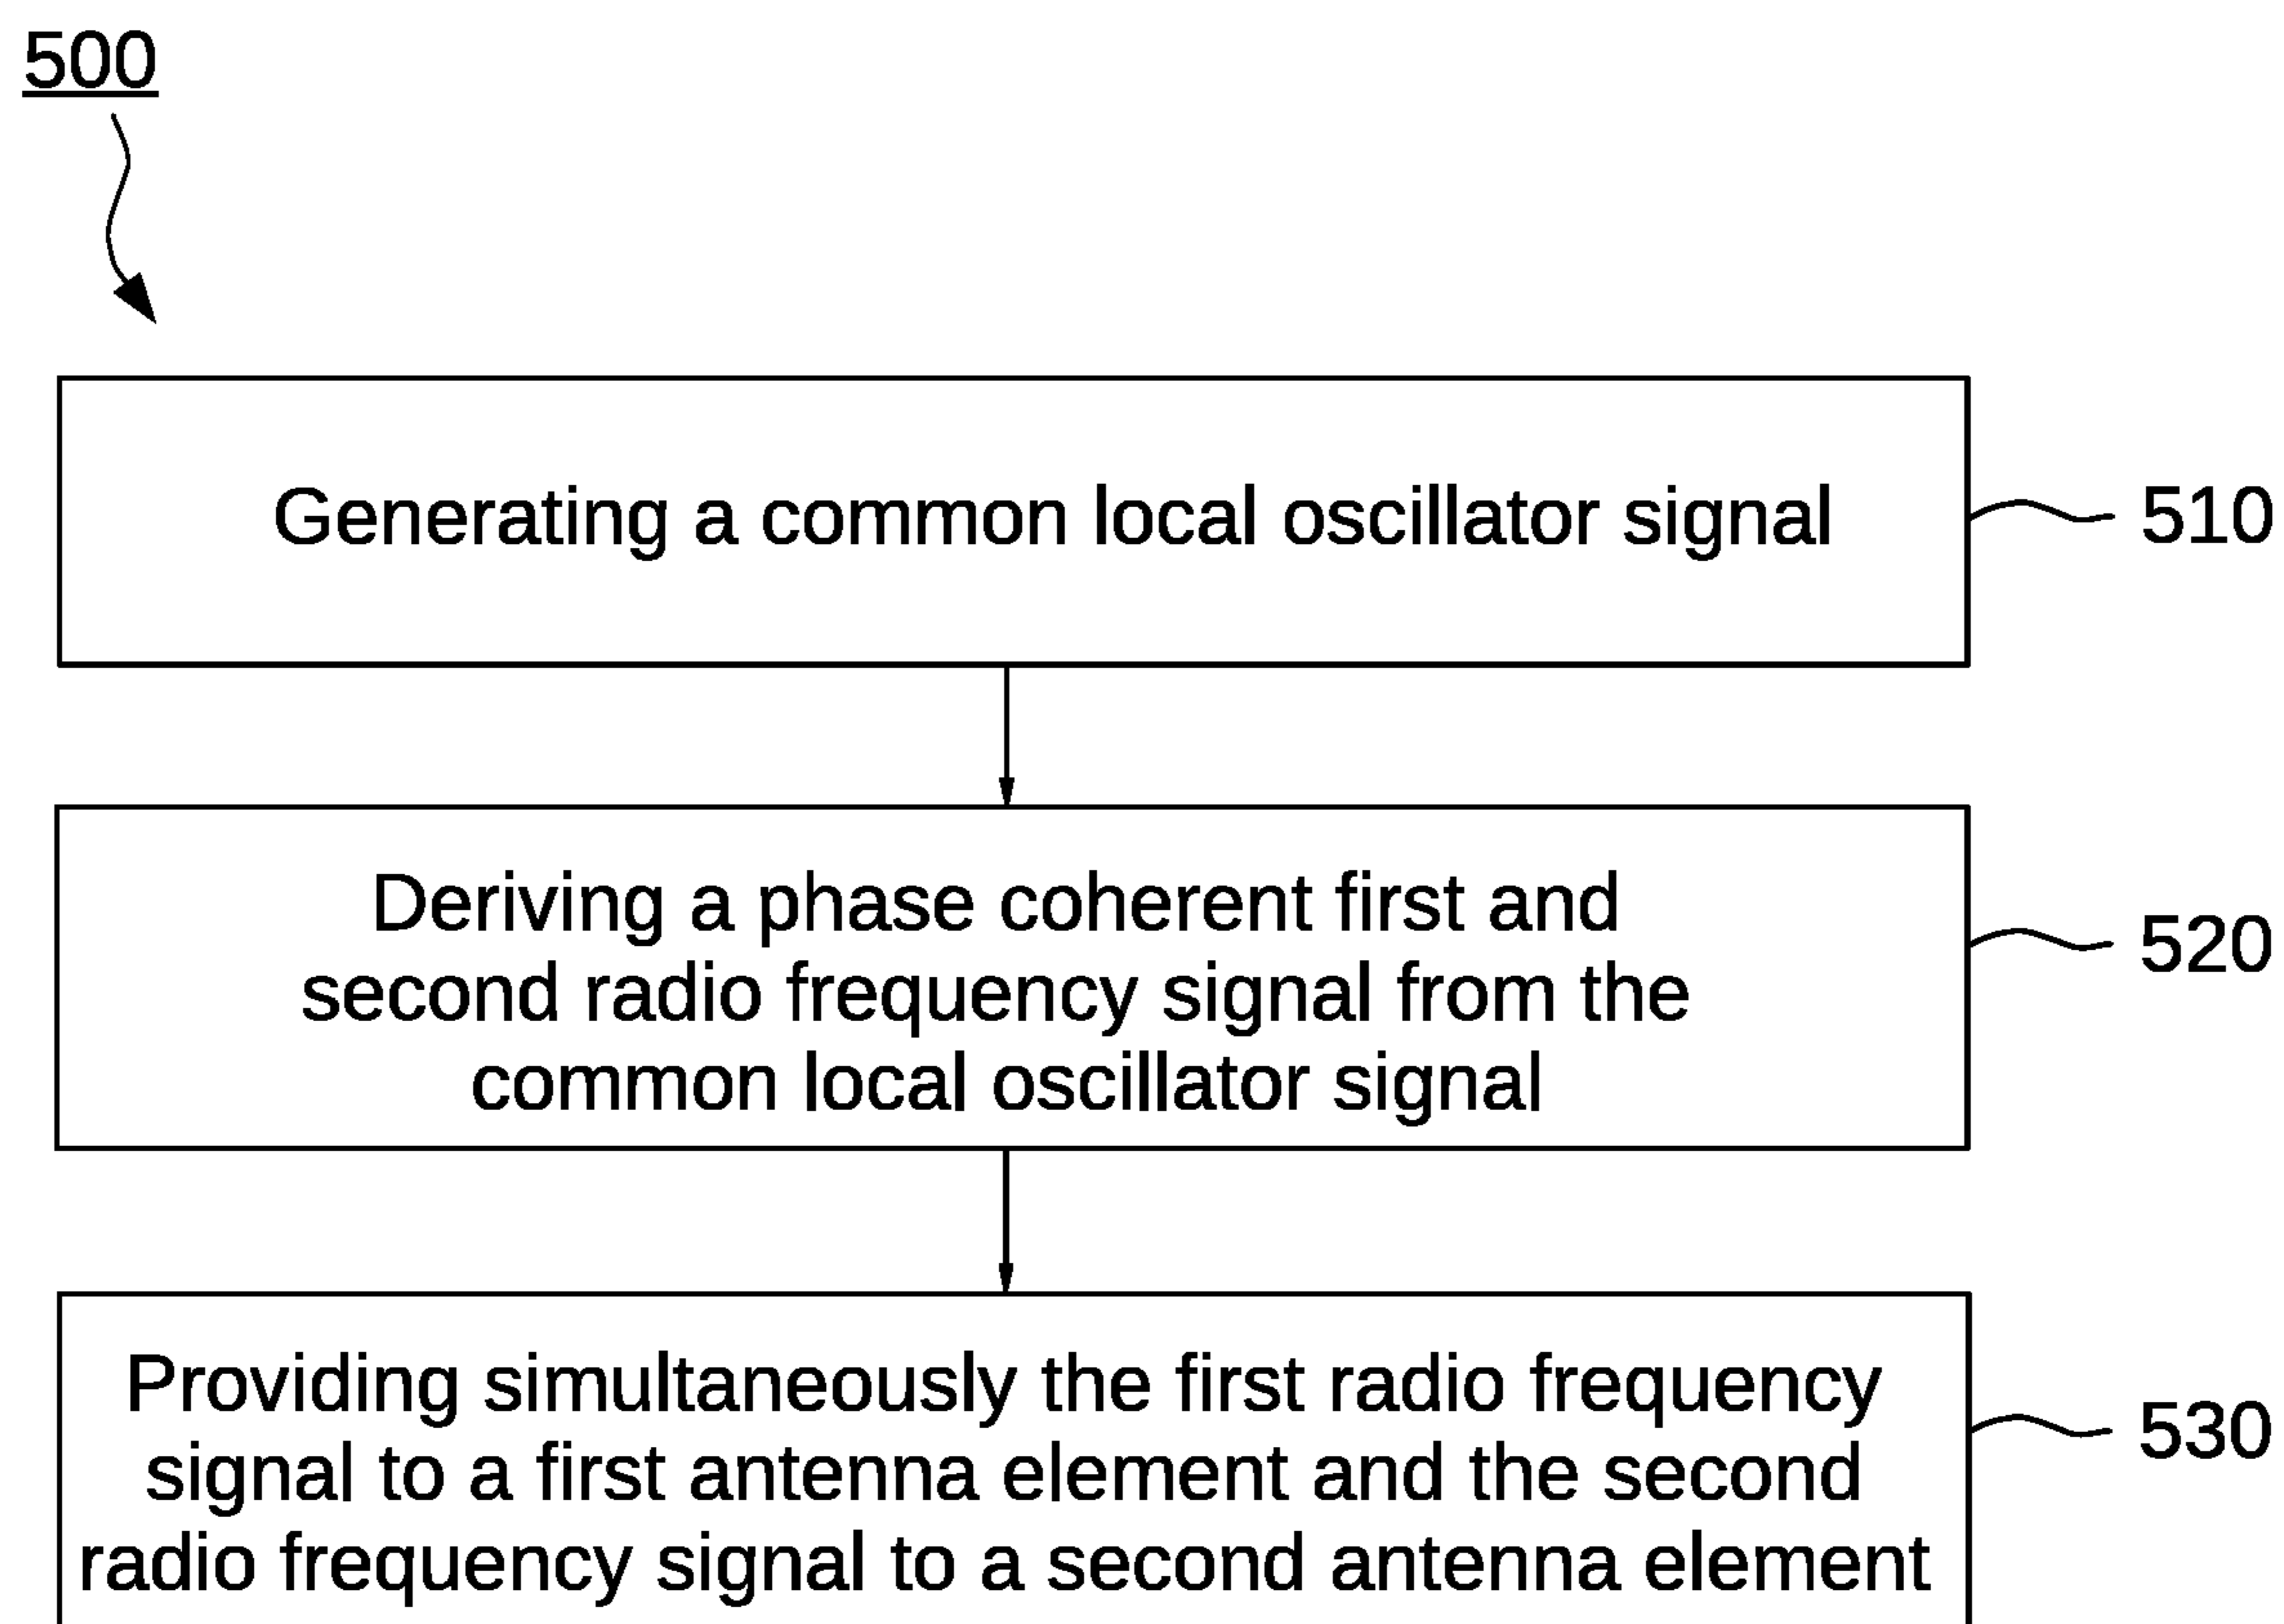 500
Generating a common local oscillator signal
510
Deriving a phase coherent first and
second radio frequency signal from the
common local oscillator signal
520
Providing simultaneously the first radio frequency
signal to a first antenna element and the second
radio frequency signal to a second antenna element
530